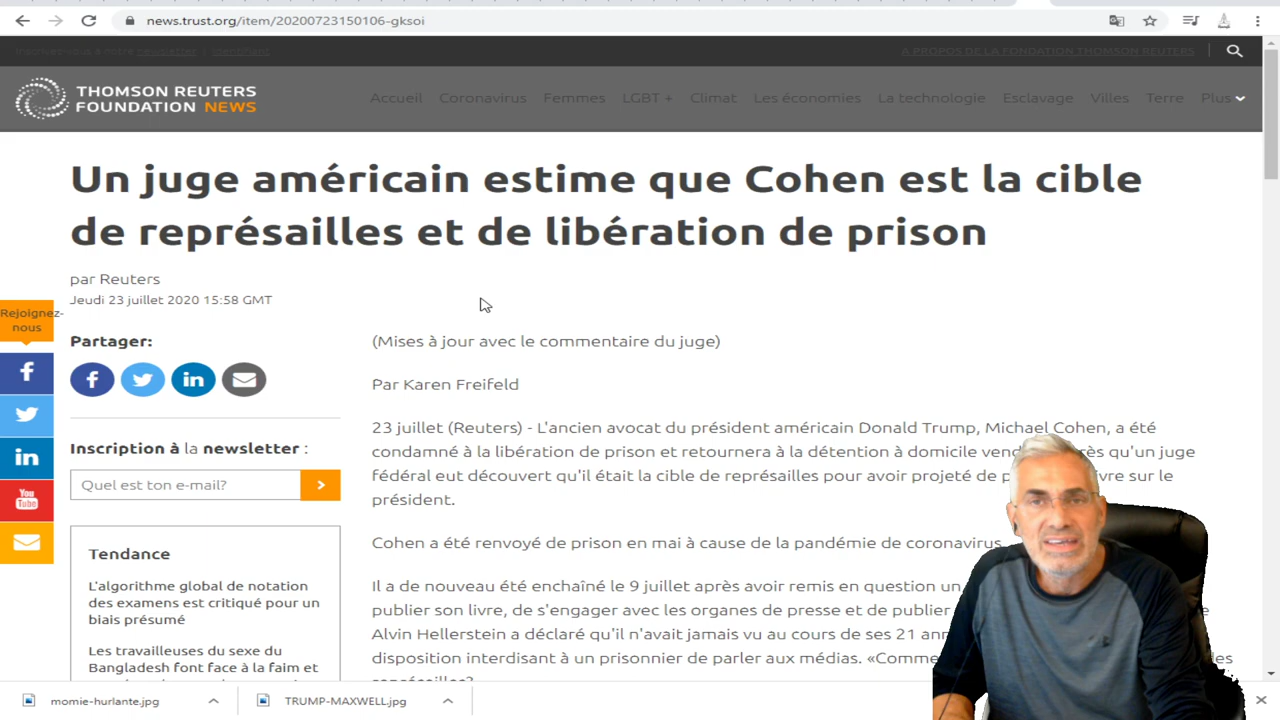 news.trust.org/item/20200723150106-gksoi
Inscrivez-vous à notre newsletter | Identifiants
A PROPOS DE LA FONDATION THOMSON REUTERS
THOMSON REUTERS
FOUNDATION NEWS
Accueil Coronavirus Femmes LGBT + Climat Les économies La technologie Esclavage Villes Terre Plus
Un juge américain estime que Cohen est la cible
de représailles et de libération de prison
par Reuters
Jeudi 23 juillet 2020 15:58 GMT
Rejoignez-
nous
Partager:
Inscription à la newsletter :
Quel est ton e-mail?
Tendance
L'algorithme global de notation
des examens est critiqué pour un
biais présumé
Les travailleuses du sexe du
Bangladesh font face à la faim et
(Mises à jour avec le commentaire du juge)
Par Karen Freifeld
23 juillet (Reuters) - L'ancien avocat du président américain Donald Trump, Michael Cohen, a été
condamné à la libération de prison et retournera à la détention à domicile qu'un juge
fédéral eut découvert qu'il était la cible de représailles pour avoir projeté de sur le
président.
Cohen a été renvoyé de prison en mai à cause de la pandémie de coronavirus.
Il a de nouveau été enchaîné le 9 juillet après avoir remis en question un
publier son livre, de s'engager avec les organes de presse et de publier
Alvin Hellerstein a déclaré qu'il n'avait jamais vu au cours de ses 21
disposition interdisant à un prisonnier de parler aux médias.
You
Tube
momie-hurlante.jpg
TRUMP-MAXWELL.jpg